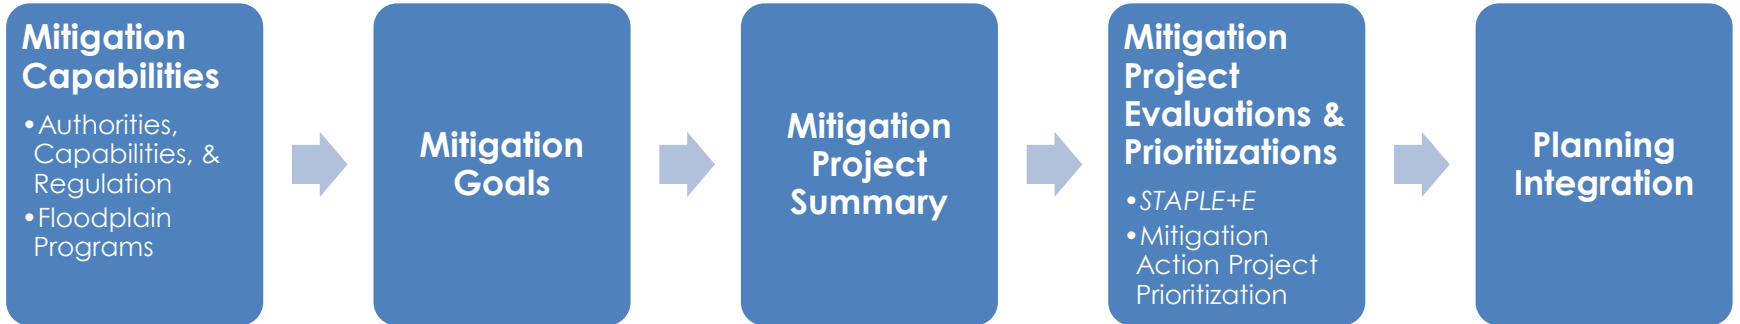 Mitigation
Capabilities
•Authorities,
Capabilities, &
Regulation
•Floodplain
Programs
Mitigation
Goals
Mitigation
Project
Summary
Mitigation
Project
Evaluations &
Prioritizations
•STAPLE+E
•Mitigation
Action Project
Prioritization
Planning
Integration